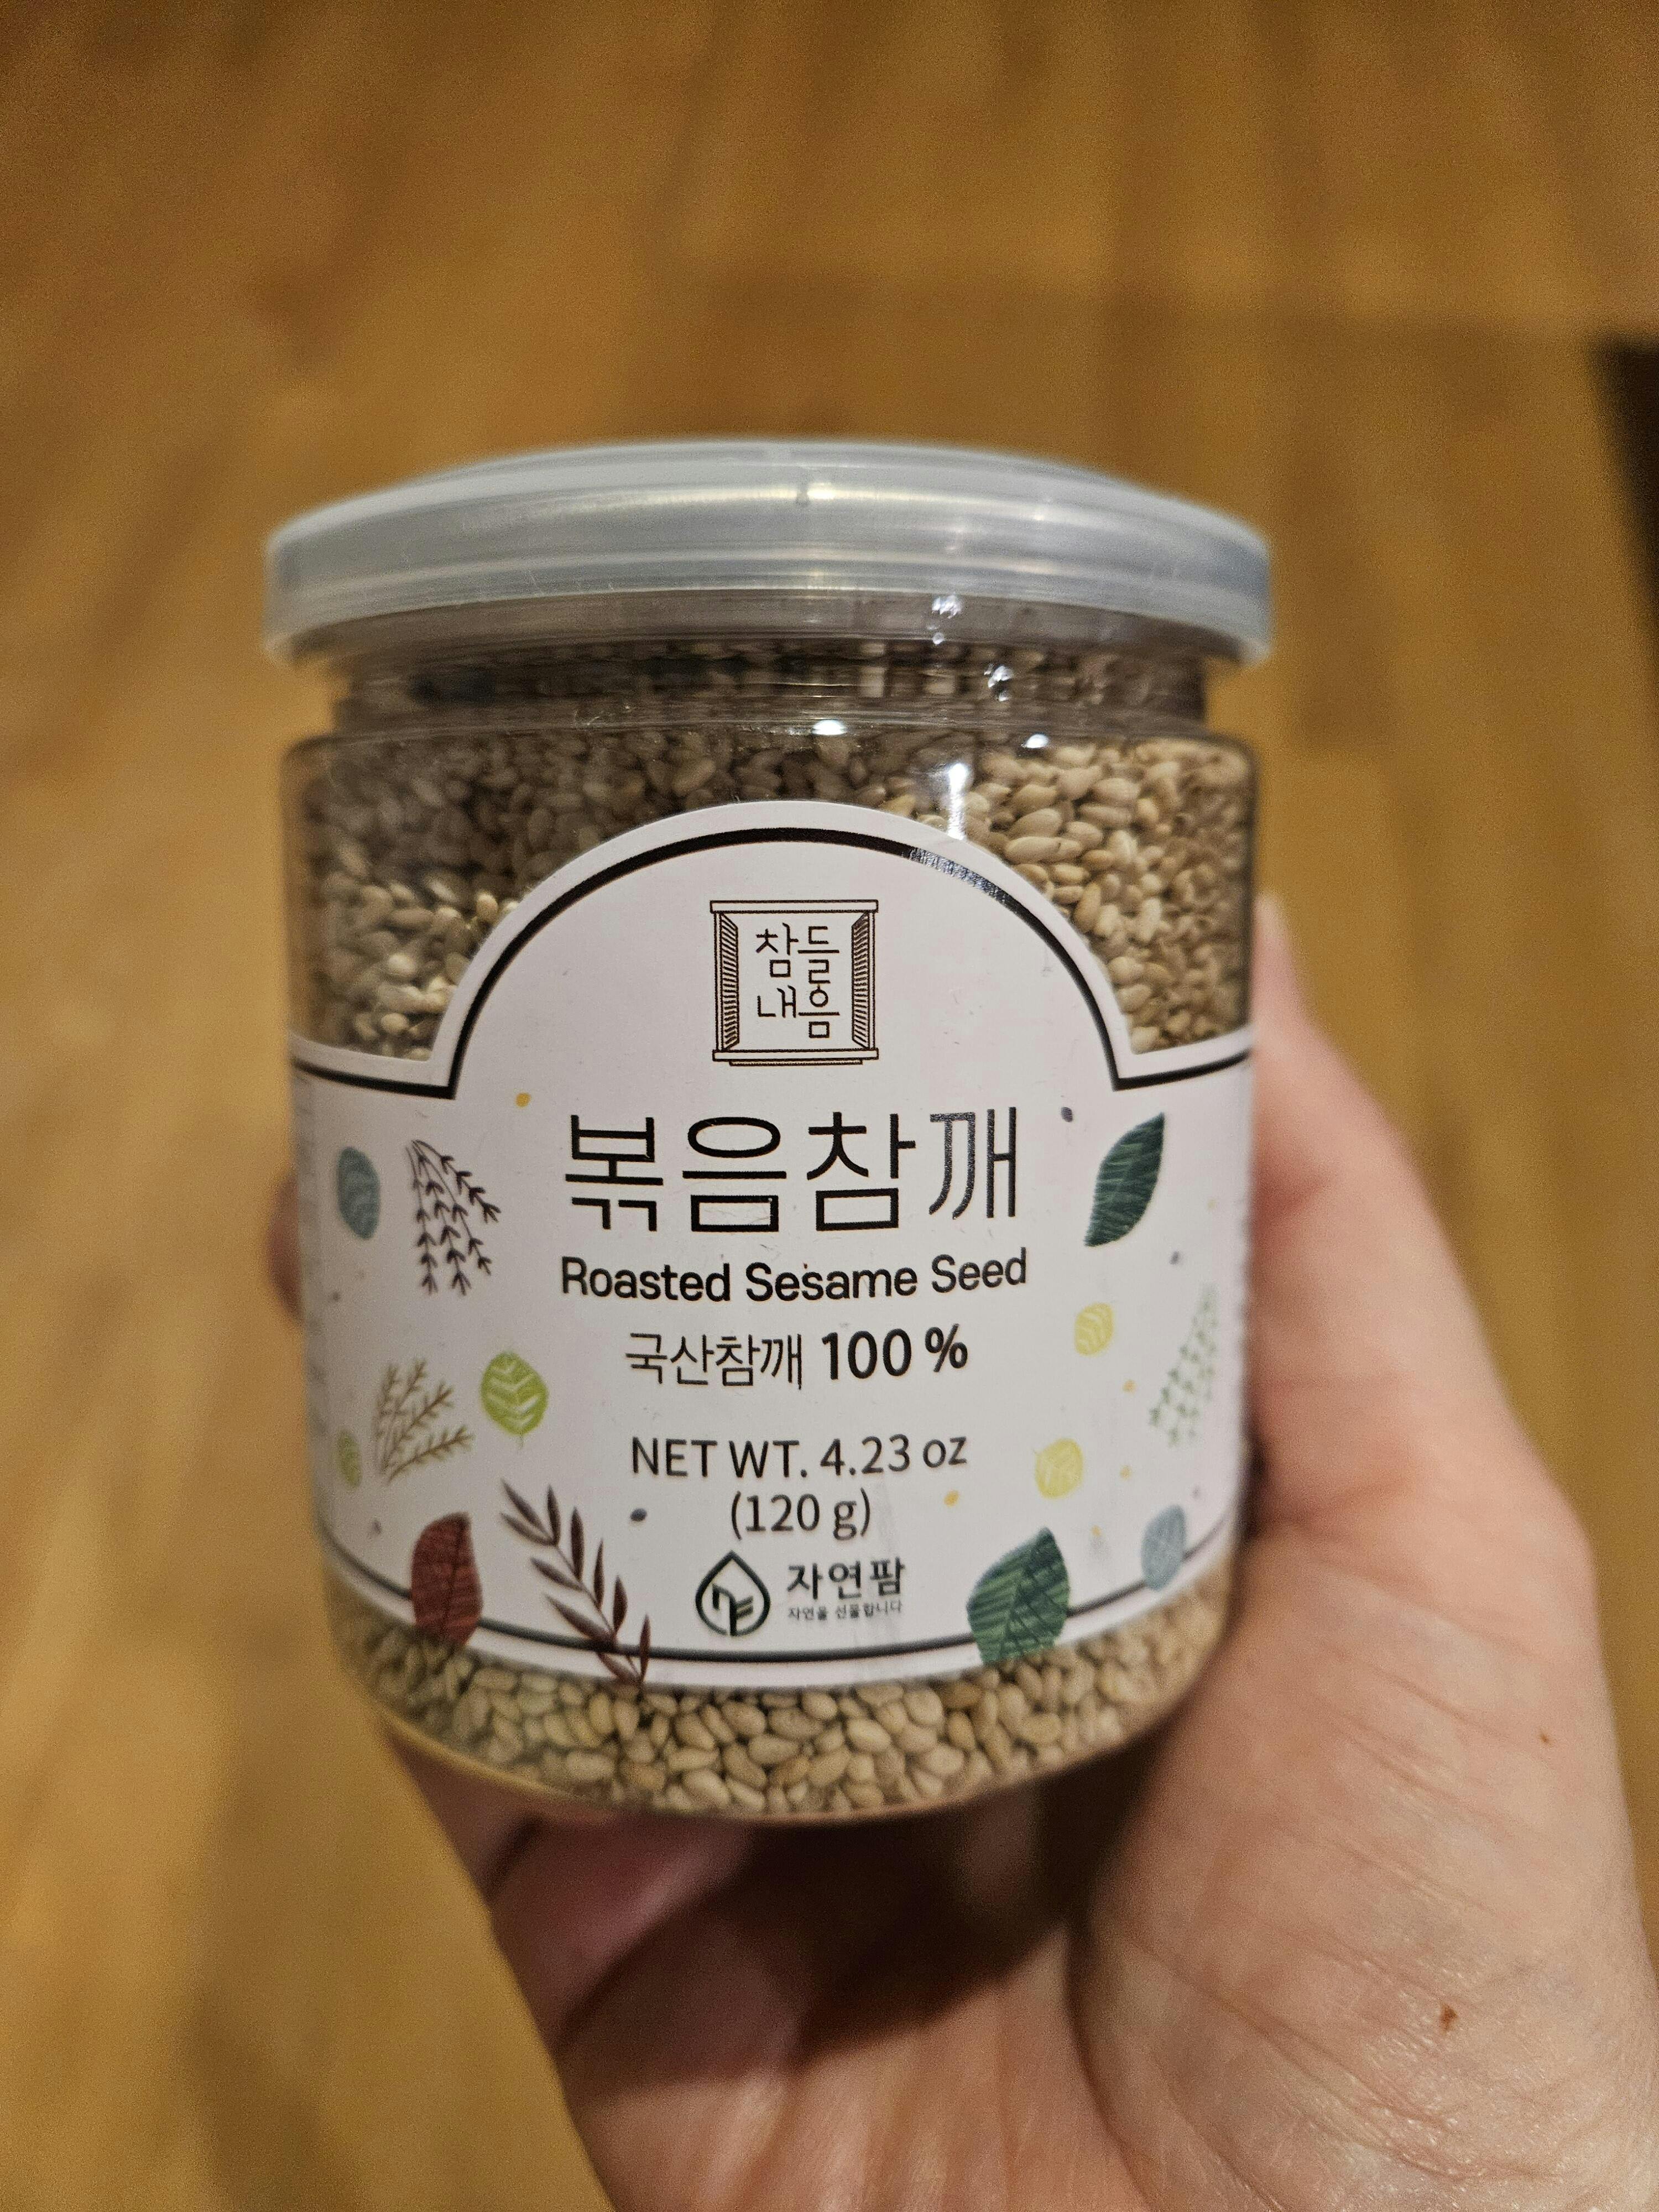 참들
내음
볶음참깨
Roasted Sesame Seed
국산참깨 100 %
NET WT. 4.23 oz
(120 g)
자연팜
자연을 선물합니다